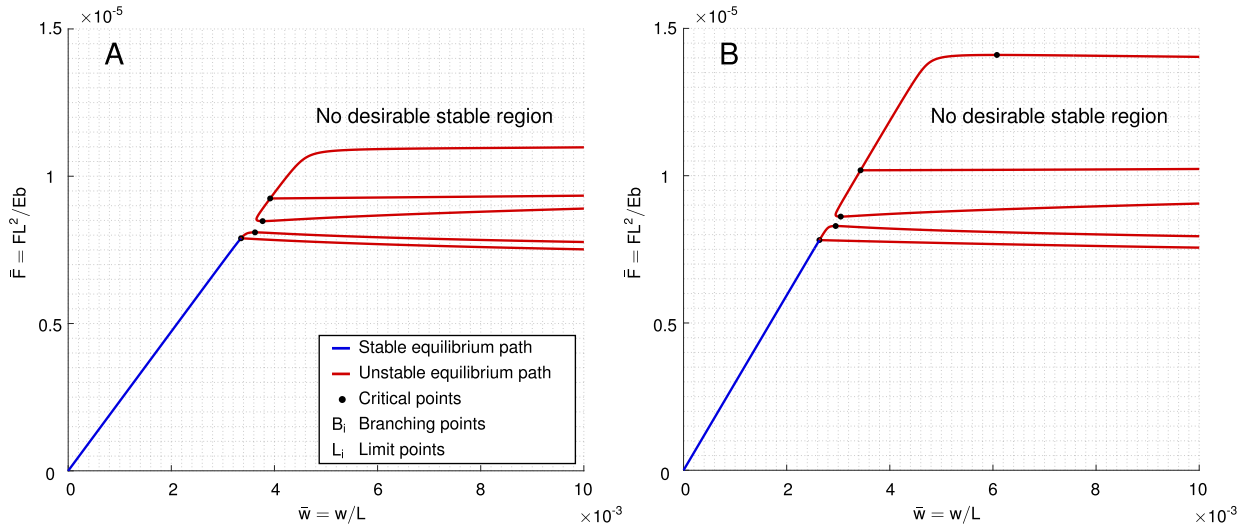 ×10⁻⁵
1.5
A
No desirable stable region
1
F̄ = FL²/Eb
0.5
Stable equilibrium path
Unstable equilibrium path
Critical points
Bᵢ Branching points
Lᵢ Limit points
0
0 2 4 6 8 10
w̄ = w/L
×10⁻³
×10⁻⁵
1.5
B
No desirable stable region
1
F̄ = FL²/Eb
0.5
0
0 2 4 6 8 10
w̄ = w/L
×10⁻³